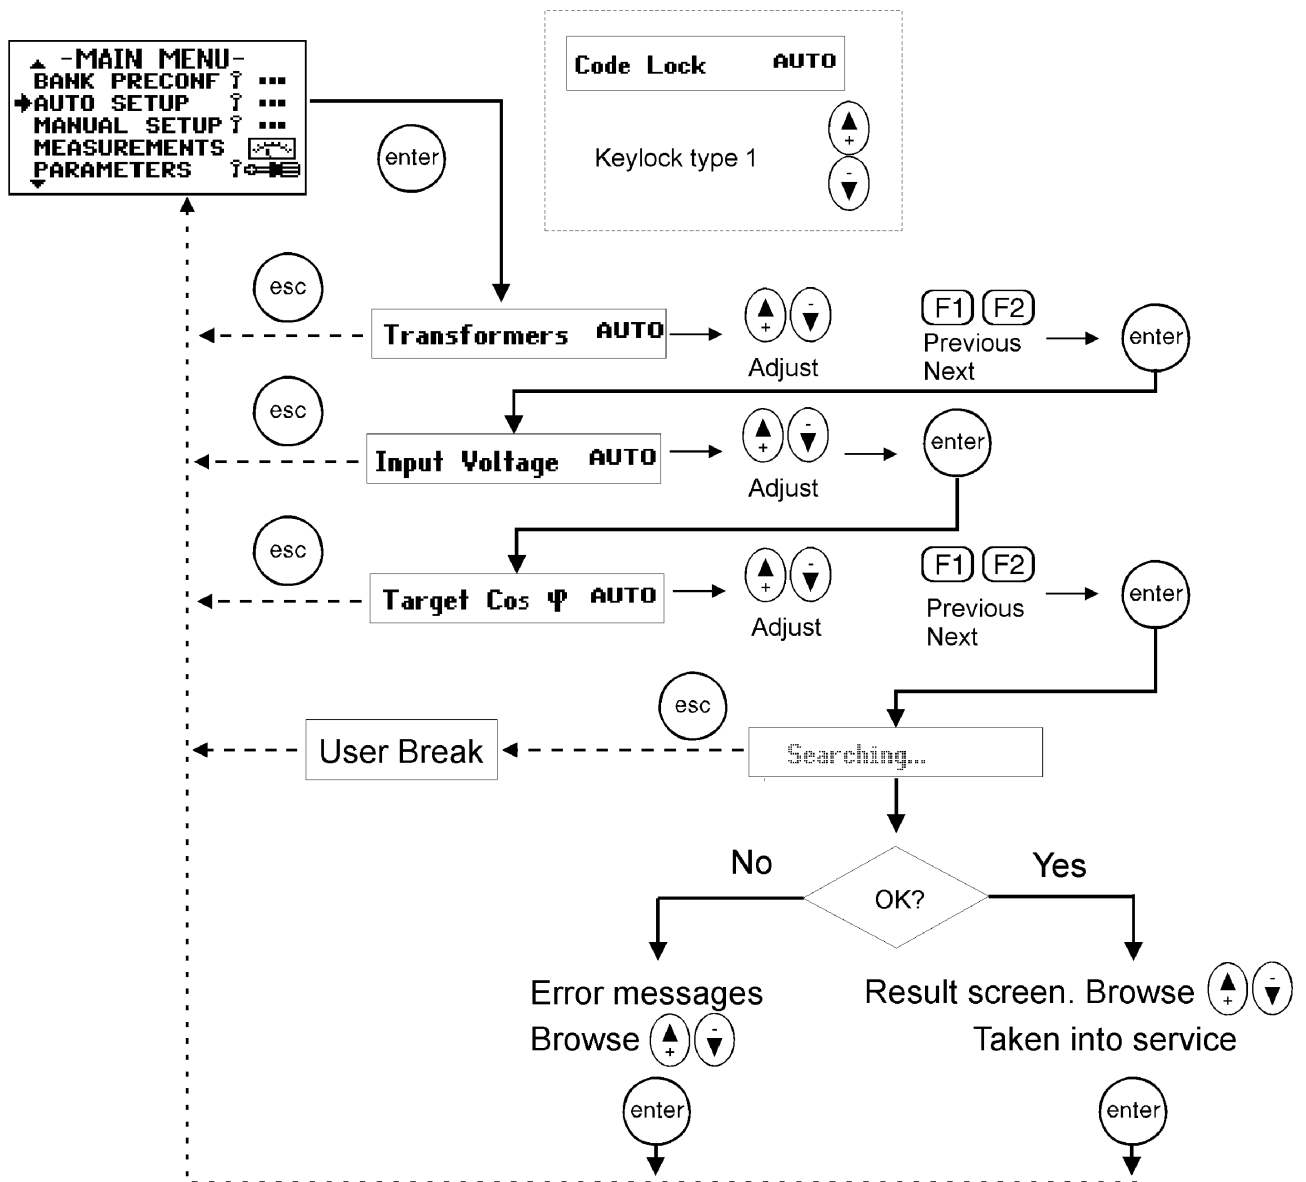 -MAIN MENU-
BANK PRECONF
AUTO SETUP
MANUAL SETUP
MEASUREMENTS
PARAMETERS
enter
Code Lock AUTO
Keylock type 1
+
-
esc
Transformers AUTO
+ -
Adjust
F1 F2
Previous
Next
enter
esc
Input Voltage AUTO
+ -
Adjust
enter
esc
Target Cos φ AUTO
+ -
Adjust
F1 F2
Previous
Next
enter
esc
User Break
Searching...
OK?
No
Yes
Error messages
Browse + -
enter
Result screen. Browse + -
Taken into service
enter